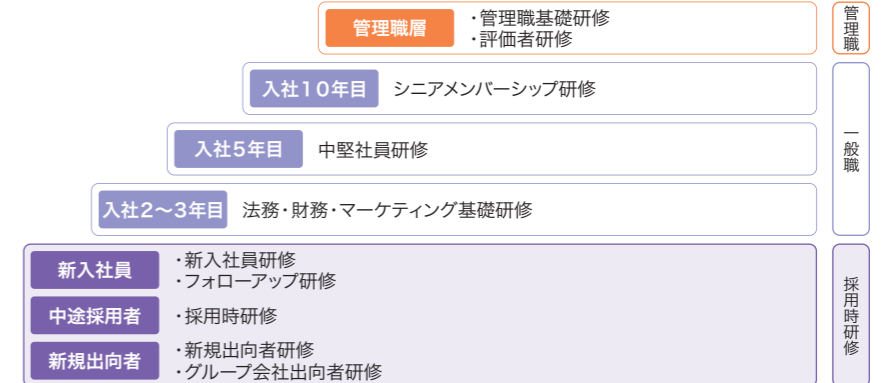 管理職層
・管理職基礎研修
・評価者研修
管理職
入社10年目
シニアメンバーシップ研修
入社5年目
中堅社員研修
入社2〜3年目
法務・財務・マーケティング基礎研修
一般職
新入社員
・新入社員研修
・フォローアップ研修
中途採用者
・採用時研修
新規出向者
・新規出向者研修
・グループ会社出向者研修
採用時研修